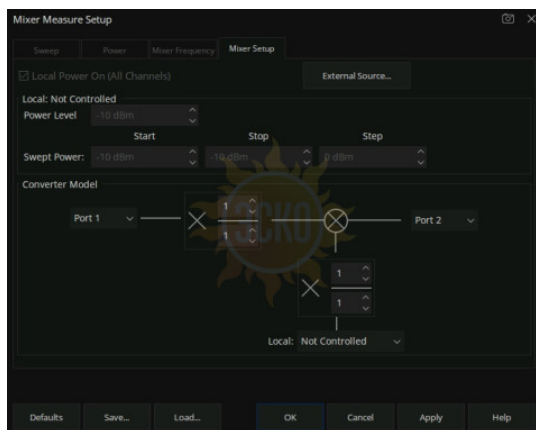 Mixer Measure Setup
Sweep Power Mixer Frequency Mixer Setup
Local Power On (All Channels) External Source...
Local: Not Controlled
Power Level -10 dBm
Start Stop Step
Swept Power: -10 dBm -10 dBm 0 dBm
Converter Model
Port 1 1 Port 2
1
1
1
Local: Not Controlled
ЭСКО
Defaults Save... Load... OK Cancel Apply Help